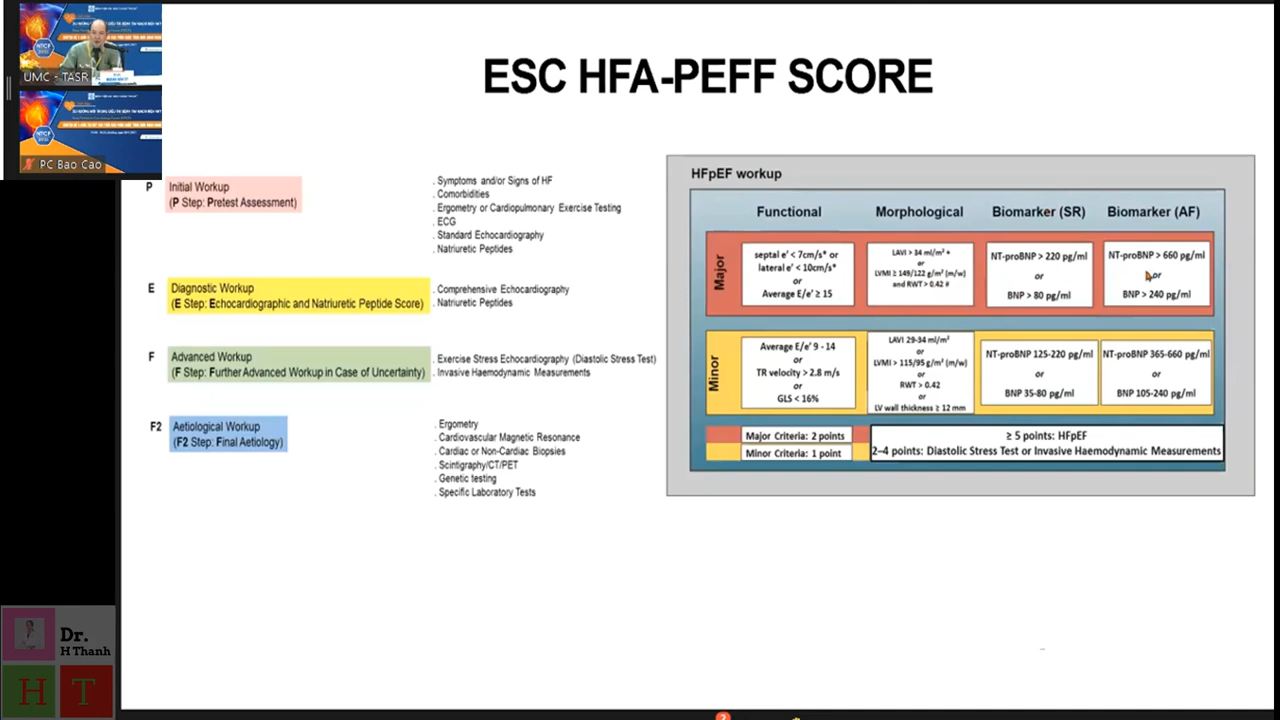 UMC - TASR
PC Bao Cao
ESC HFA-PEFF SCORE
P
Initial Workup
(P Step: Pretest Assessment)
. Symptoms and/or Signs of HF
. Comorbidities
. Ergometry or Cardiopulmonary Exercise Testing
. ECG
. Standard Echocardiography
. Natriuretic Peptides
E
Diagnostic Workup
(E Step: Echocardiographic and Natriuretic Peptide Score)
. Comprehensive Echocardiography
. Natriuretic Peptides
F
Advanced Workup
(F Step: Further Advanced Workup in Case of Uncertainty)
. Exercise Stress Echocardiography (Diastolic Stress Test)
. Invasive Haemodynamic Measurements
F2
Aetiological Workup
(F2 Step: Final Aetiology)
. Ergometry
. Cardiovascular Magnetic Resonance
. Cardiac or Non-Cardiac Biopsies
. Scintigraphy/CT/PET
. Genetic testing
. Specific Laboratory Tests
HFpEF workup
Functional
Morphological
Biomarker (SR)
Biomarker (AF)
Major
septal e' < 7cm/s* or
lateral e' < 10cm/s*
or
Average E/e' ≥ 15
LAVI > 34 ml/m² +
or
LVMI ≥ 149/122 g/m² (m/w)
and RWT > 0.42 #
NT-proBNP > 220 pg/ml
or
BNP > 80 pg/ml
NT-proBNP > 660 pg/ml
or
BNP > 240 pg/ml
Minor
Average E/e' 9 - 14
or
TR velocity > 2.8 m/s
or
GLS < 16%
LAVI 29-34 ml/m²
or
LVMI > 115/95 g/m² (m/w)
or
RWT > 0.42
or
LV wall thickness ≥ 12 mm
NT-proBNP 125-220 pg/ml
or
BNP 35-80 pg/ml
NT-proBNP 365-660 pg/ml
or
BNP 105-240 pg/ml
Major Criteria: 2 points
Minor Criteria: 1 point
≥ 5 points: HFpEF
2–4 points: Diastolic Stress Test or Invasive Haemodynamic Measurements
Dr.
H Thanh
H T